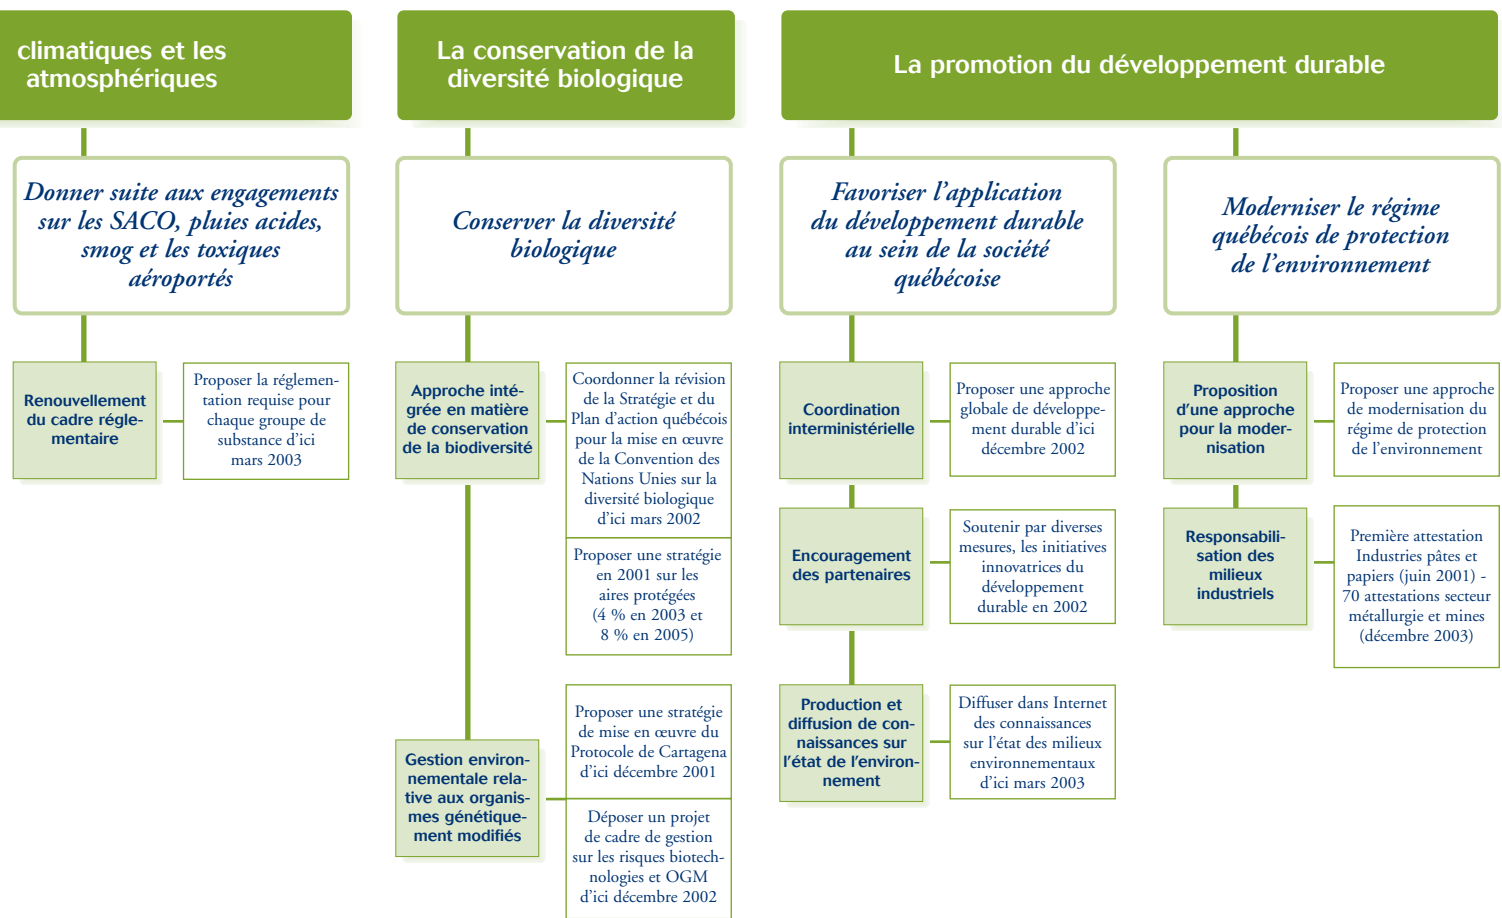 climatiques et les
atmosphériques
La conservation de la
diversité biologique
La promotion du développement durable
Donner suite aux engagements
sur les SACO, pluies acides,
smog et les toxiques
aéroportés
Conserver la diversité
biologique
Favoriser l'application
du développement durable
au sein de la société
québécoise
Moderniser le régime
québécois de protection
de l'environnement
Renouvellement
du cadre régle-
mentaire
Proposer la réglemen-
tation requise pour
chaque groupe de
substance d'ici
mars 2003
Approche inté-
grée en matière
de conservation
de la biodiversité
Coordonner la révision
de la Stratégie et du
Plan d'action québécois
pour la mise en œuvre
de la Convention des
Nations Unies sur la
diversité biologique
d'ici mars 2002
Proposer une stratégie
en 2001 sur les
aires protégées
(4 % en 2003 et
8 % en 2005)
Gestion environ-
nementale rela-
tive aux organis-
mes génétique-
ment modifiés
Proposer une stratégie
de mise en œuvre du
Protocole de Cartagena
d'ici décembre 2001
Déposer un projet
de cadre de gestion
sur les risques biotech-
nologies et OGM
d'ici décembre 2002
Coordination
interministérielle
Proposer une approche
globale de développe-
ment durable d'ici
décembre 2002
Encouragement
des partenaires
Soutenir par diverses
mesures, les initiatives
innovatrices du
développement
durable en 2002
Production et
diffusion de con-
naissances sur
l'état de l'environ-
nement
Diffuser dans Internet
des connaissances
sur l'état des milieux
environnementaux
d'ici mars 2003
Proposition
d'une approche
pour la moder-
nisation
Proposer une approche
de modernisation du
régime de protection
de l'environnement
Responsabili-
sation des
milieux
industriels
Première attestation
Industries pâtes et
papiers (juin 2001) -
70 attestations secteur
métallurgie et mines
(décembre 2003)